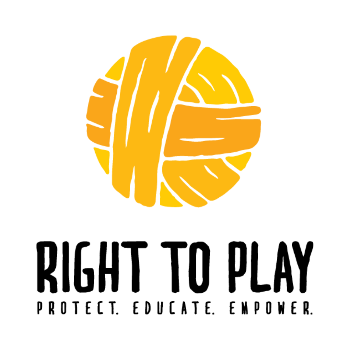 RIGHT TO PLAY
PROTECT. EDUCATE. EMPOWER.